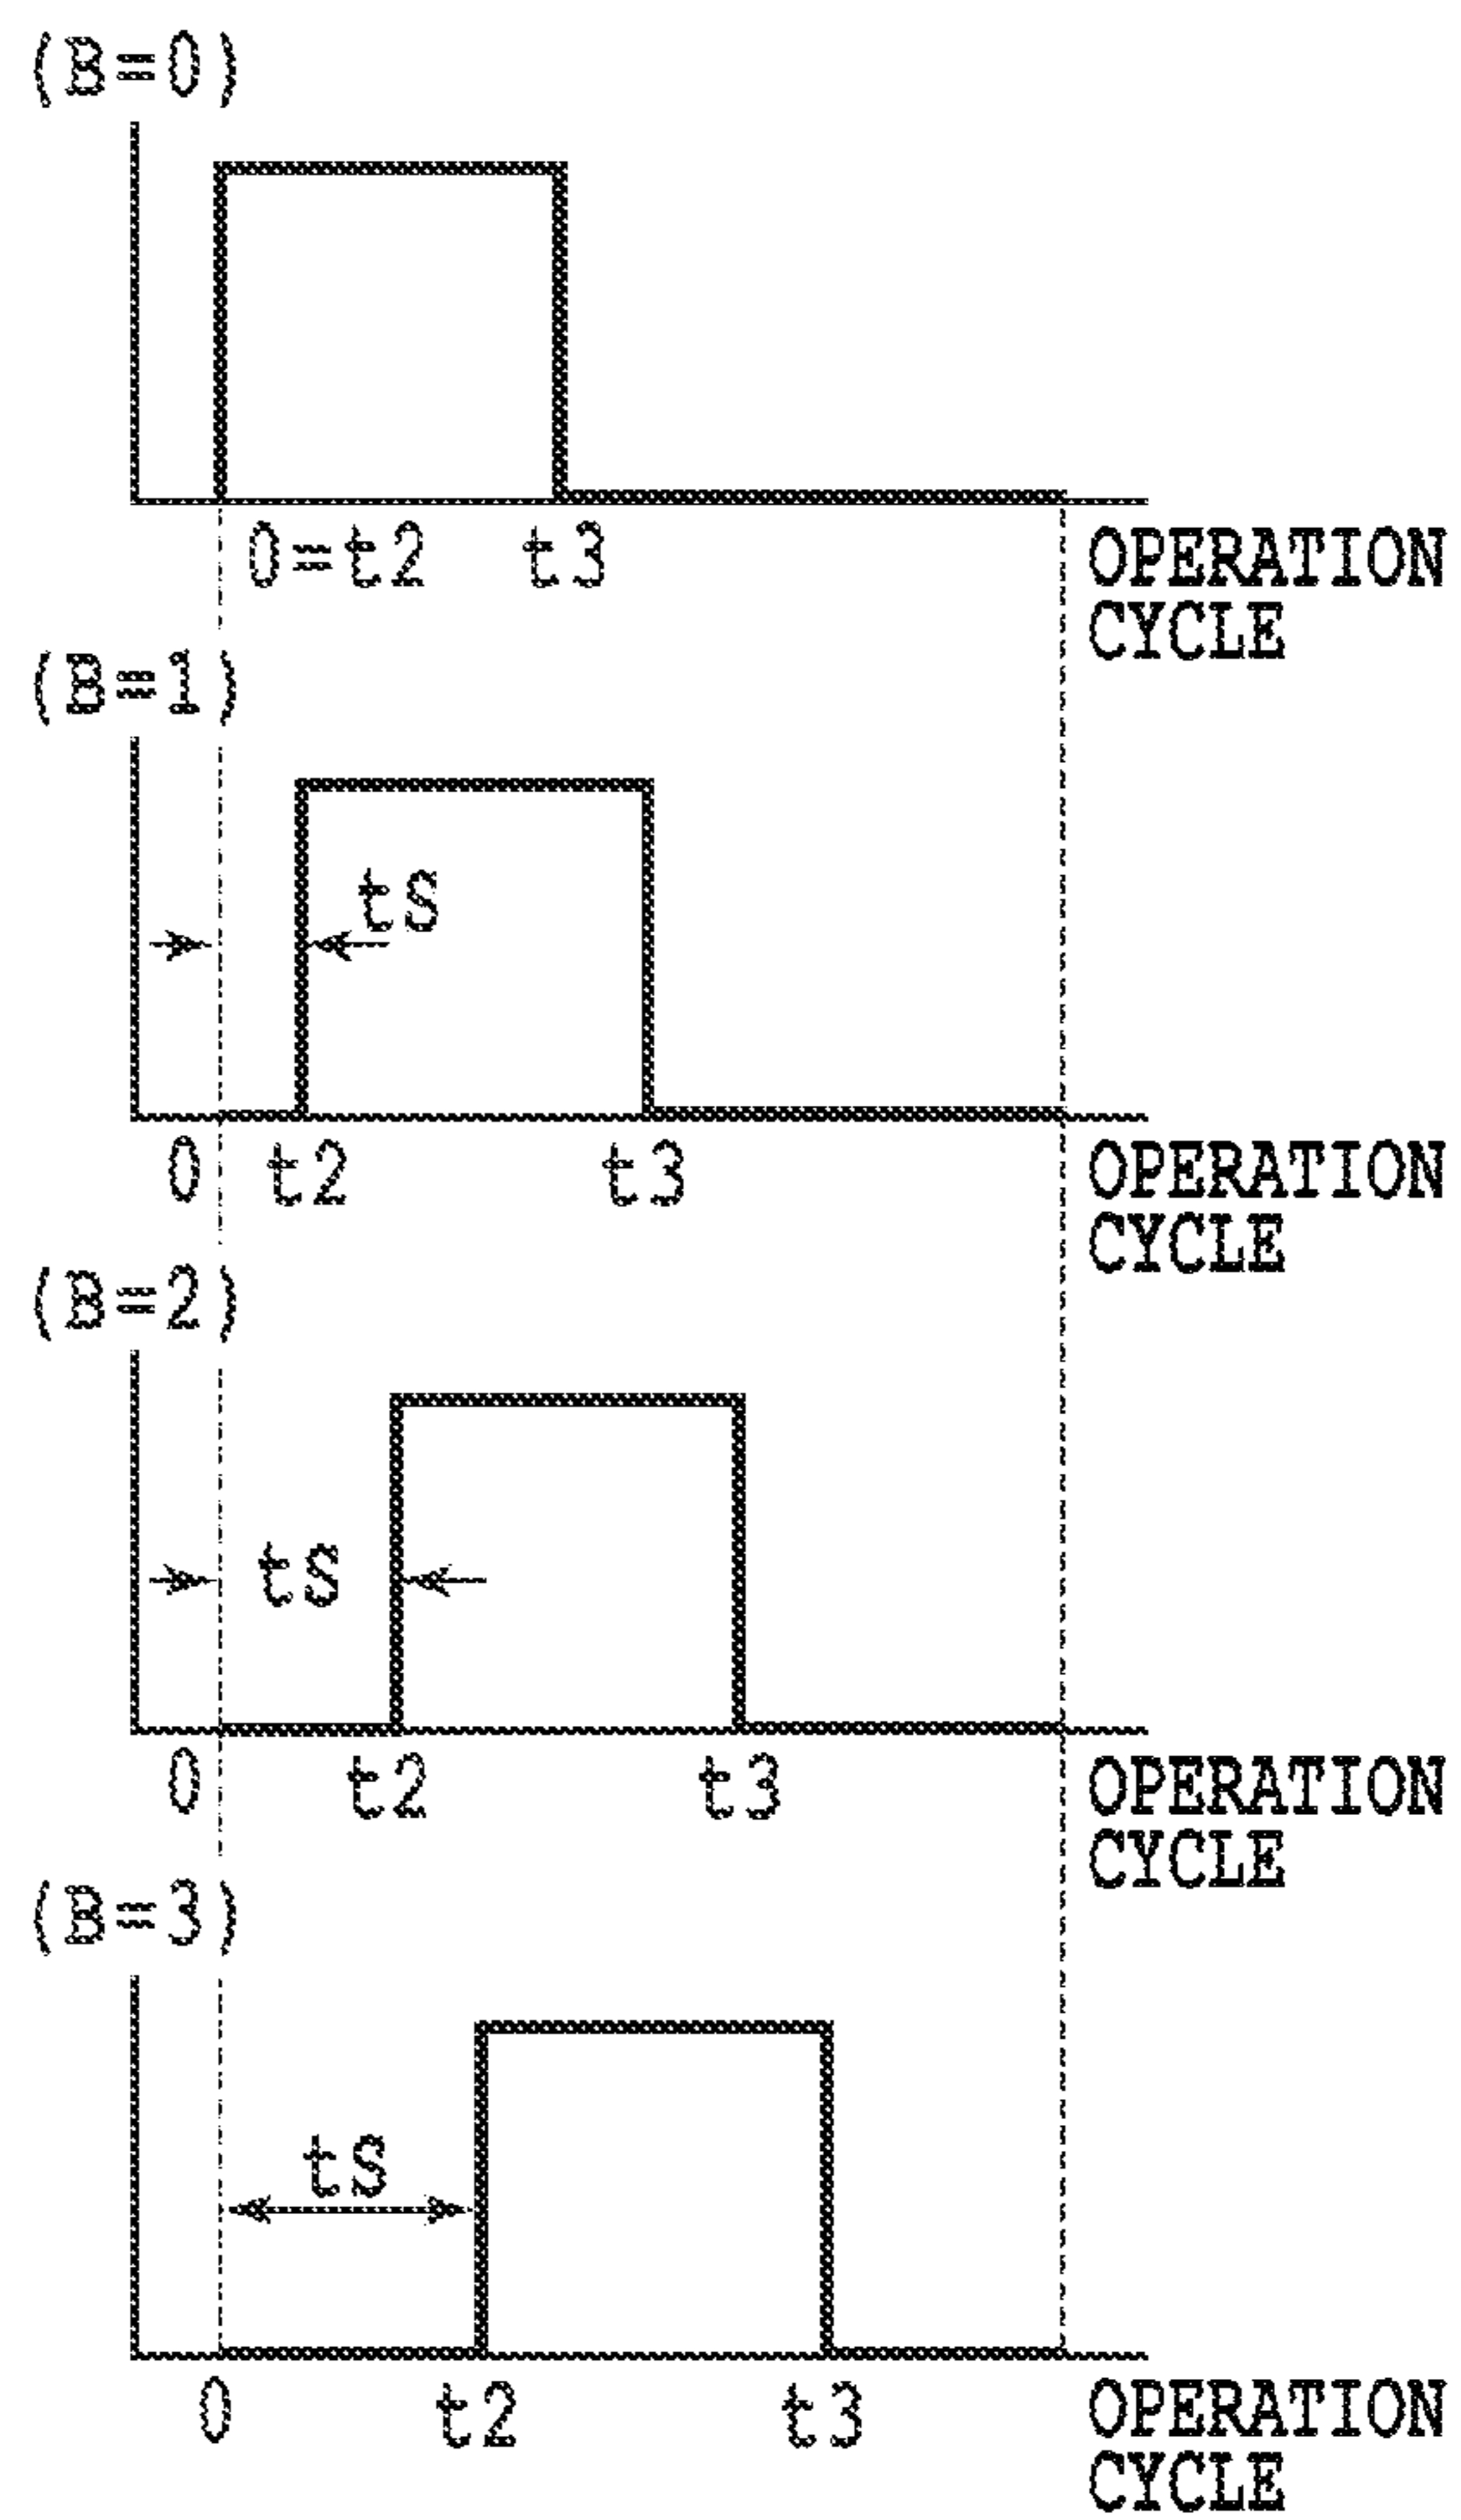 (B=0)
0=t2 t3 OPERATION
CYCLE
(B=1)
ts
0 t2 t3 OPERATION
CYCLE
(B=2)
ts
0 t2 t3 OPERATION
CYCLE
(B=3)
ts
0 t2 t3 OPERATION
CYCLE